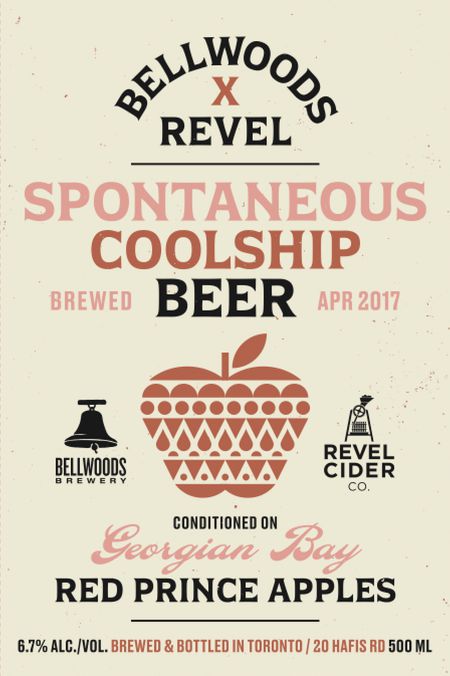 BELLWOODS
X
REVEL
SPONTANEOUS
COOLSHIP
BREWED BEER APR 2017
BELLWOODS
BREWERY
REVEL
CIDER
CO.
CONDITIONED ON
Georgian Bay
RED PRINCE APPLES
6.7% ALC./VOL. BREWED & BOTTLED IN TORONTO / 20 HAFIS RD 500 ML